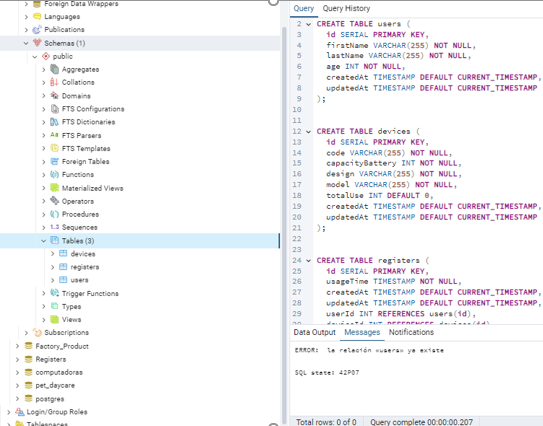 Foreign Data Wrappers
Languages
Publications
Schemas (1)
public
Aggregates
Collations
Domains
FTS Configurations
FTS Dictionaries
FTS Parsers
FTS Templates
Foreign Tables
Functions
Materialized Views
Operators
Procedures
Sequences
Tables (3)
devices
registers
users
Trigger Functions
Types
Views
Subscriptions
Factory_Product
Registers
computadoras
pet_daycare
postgres
Login/Group Roles
Tablespaces
Query Query History
2 CREATE TABLE users (
3 id SERIAL PRIMARY KEY,
4 firstName VARCHAR(255) NOT NULL,
5 lastName VARCHAR(255) NOT NULL,
6 age INT NOT NULL,
7 createdAt TIMESTAMP DEFAULT CURRENT_TIMESTAMP,
8 updatedAt TIMESTAMP DEFAULT CURRENT_TIMESTAMP
9 );
10
11
12 CREATE TABLE devices (
13 id SERIAL PRIMARY KEY,
14 code VARCHAR(255) NOT NULL,
15 capacityBattery INT NOT NULL,
16 design VARCHAR(255) NOT NULL,
17 model VARCHAR(255) NOT NULL,
18 totalUse INT DEFAULT 0,
19 createdAt TIMESTAMP DEFAULT CURRENT_TIMESTAMP,
20 updatedAt TIMESTAMP DEFAULT CURRENT_TIMESTAMP
21 );
22
23
24 CREATE TABLE registers (
25 id SERIAL PRIMARY KEY,
26 usageTime TIMESTAMP NOT NULL,
27 createdAt TIMESTAMP DEFAULT CURRENT_TIMESTAMP,
28 updatedAt TIMESTAMP DEFAULT CURRENT_TIMESTAMP,
29 userId INT REFERENCES users(id),
deviceId INT REFERENCES devices(id)
Data Output Messages Notifications
ERROR: la relación «users» ya existe
SQL state: 42P07
Total rows: 0 of 0 Query complete 00:00:00.207